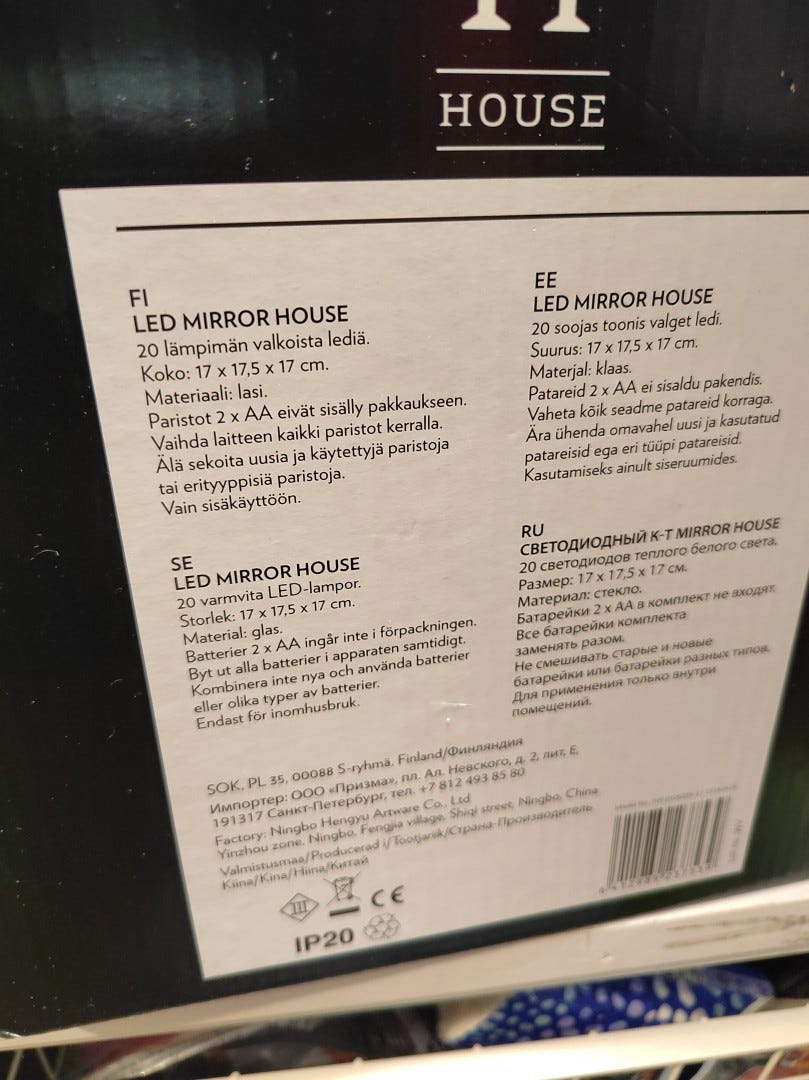 HOUSE
FI
LED MIRROR HOUSE
20 lämpimän valkoista lediä.
Koko: 17 x 17,5 x 17 cm.
Materiaali: lasi.
Paristot 2 x AA eivät sisälly pakkaukseen.
Vaihda laitteen kaikki paristot kerralla.
Älä sekoita uusia ja käytettyjä paristoja
tai erityyppisiä paristoja.
Vain sisäkäyttöön.
EE
LED MIRROR HOUSE
20 soojas toonis valget ledi.
Suurus: 17 x 17,5 x 17 cm.
Materjal: klaas.
Patareid 2 x AA ei sisaldu pakendis.
Vaheta kõik seadme patareid korraga.
Ära ühenda omavahel uusi ja kasutatud
patareisid ega eri tüüpi patareisid.
Kasutamiseks ainult siseruumides.
SE
LED MIRROR HOUSE
20 varmvita LED-lampor.
Storlek: 17 x 17,5 x 17 cm.
Material: glas.
Batterier 2 x AA ingår inte i förpackningen.
Byt ut alla batterier i apparaten samtidigt.
Kombinera inte nya och använda batterier
eller olika typer av batterier.
Endast för inomhusbruk.
RU
СВЕТОДИОДНЫЙ К-Т MIRROR HOUSE
20 светодиодов теплого белого света.
Размер: 17 x 17,5 x 17 см.
Материал: стекло.
Батарейки 2 x AA в комплект не входят.
Все батарейки комплекта
заменять разом.
Не смешивать старые и новые
батарейки или батарейки разных типов.
Для применения только внутри
помещений.
SOK, PL 35, 00088 S-ryhmä, Finland/Финляндия
Импортер: ООО «Призма», пл. Ал. Невского, д. 2, лит. Е,
191317 Санкт-Петербург, тел. +7 812 493 85 80
Factory: Ningbo Hengyu Artware Co., Ltd
Yinzhou zone, Ningbo, Fengjia village, Shiqi street, Ningbo, China
Valmistusmaa/Producerad i/Tootjariik/Страна-Производитель
Kiina/Kina/Hiina/Китай
III
CE
IP20